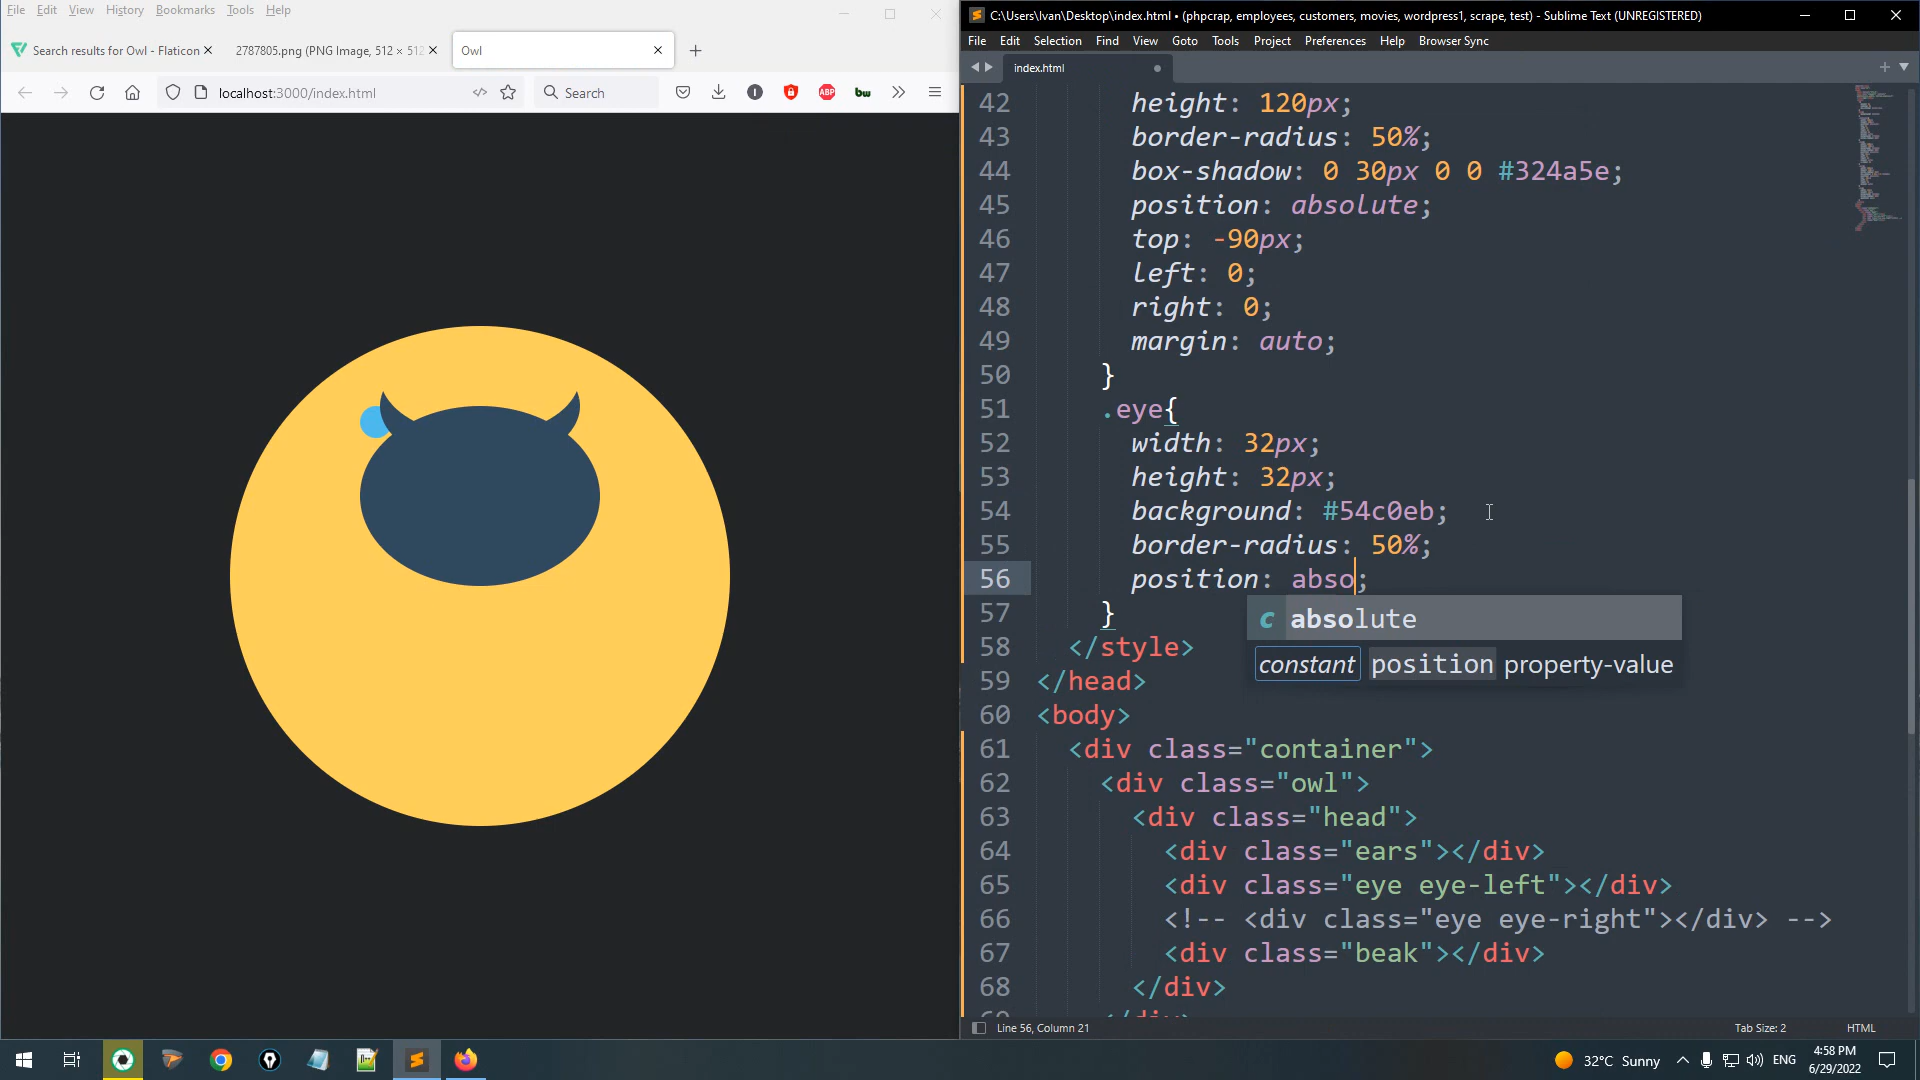 File Edit View History Bookmarks Tools Help
Search results for Owl - Flaticon
2787805.png (PNG Image, 512 × 512
Owl
localhost:3000/index.html
Search
ABP
bw
C:\Users\Ivan\Desktop\index.html • (phpcrap, employees, customers, movies, wordpress1, scrape, test) - Sublime Text (UNREGISTERED)
File Edit Selection Find View Goto Tools Project Preferences Help Browser Sync
index.html
42 height: 120px;
43 border-radius: 50%;
44 box-shadow: 0 30px 0 0 #324a5e;
45 position: absolute;
46 top: -90px;
47 left: 0;
48 right: 0;
49 margin: auto;
50 }
51 .eye{
52 width: 32px;
53 height: 32px;
54 background: #54c0eb;
55 border-radius: 50%;
56 position: abso;
57 }
c absolute
58 </style>
constant position property-value
59 </head>
60 <body>
61 <div class="container">
62 <div class="owl">
63 <div class="head">
64 <div class="ears"></div>
65 <div class="eye eye-left"></div>
66 <!-- <div class="eye eye-right"></div> -->
67 <div class="beak"></div>
68 </div>
Line 56, Column 21
Tab Size: 2
HTML
32°C Sunny
ENG
4:58 PM
6/29/2022